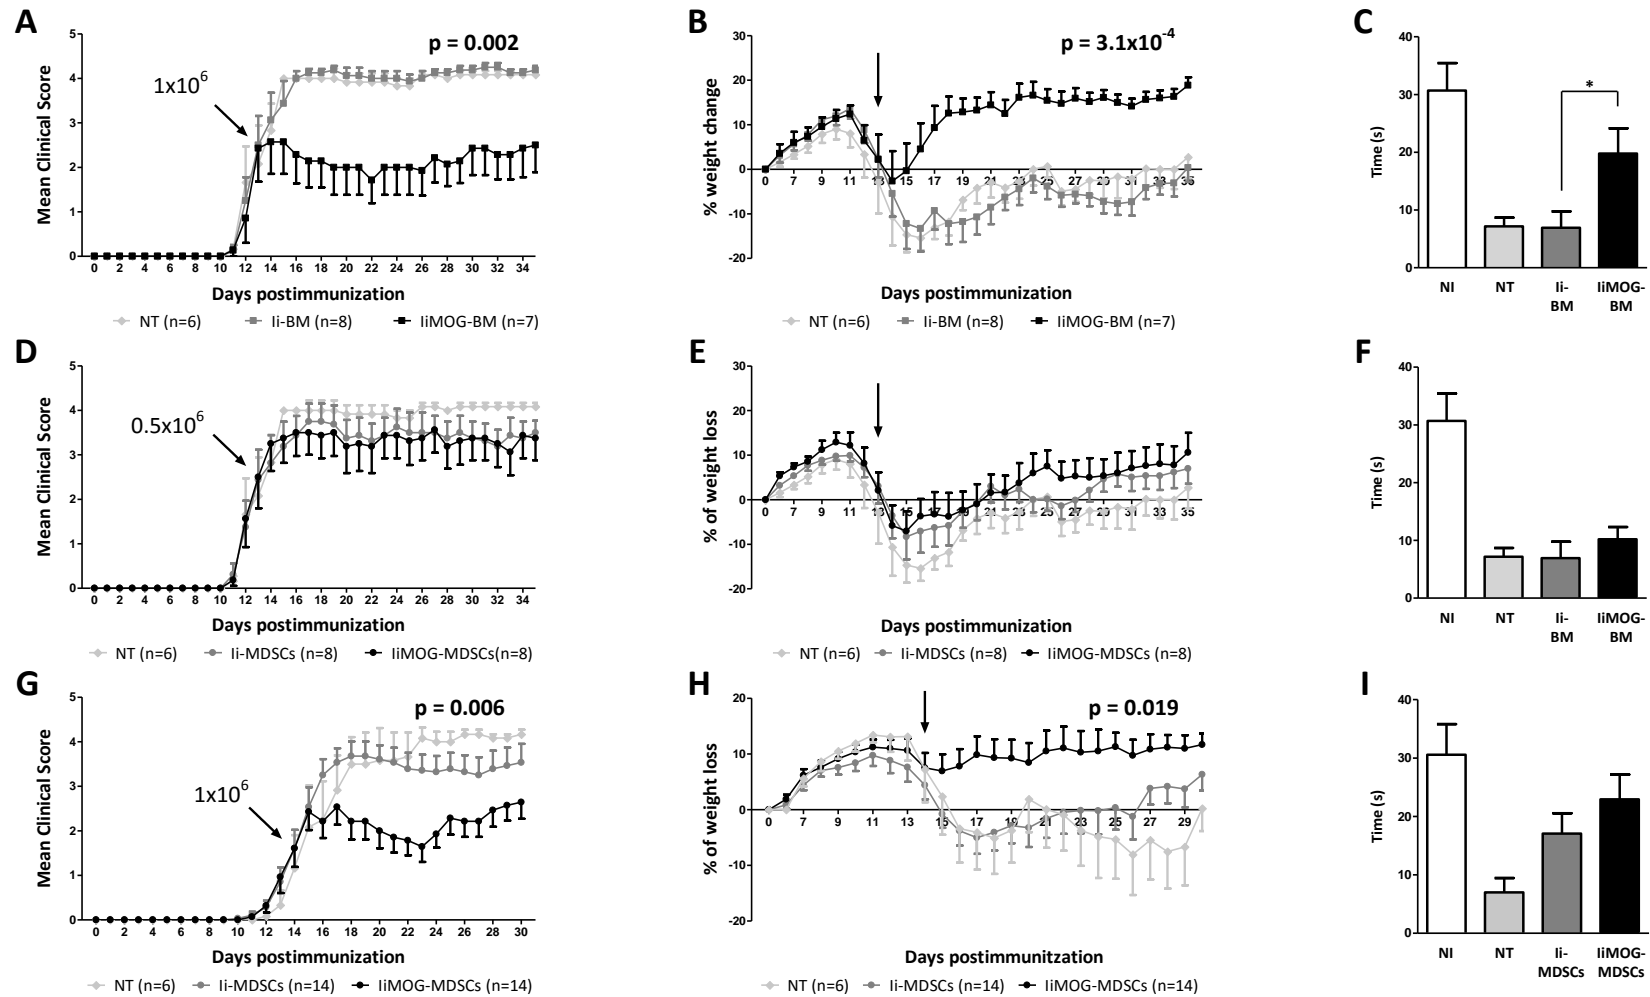 A
p = 0.002
1x10^6
Mean Clinical Score
5
4
3
2
1
0
0 2 4 6 8 10 12 14 16 18 20 22 24 26 28 30 32 34
Days postimmunization
NT (n=6) Ii-BM (n=8) IiMOG-BM (n=7)
B
p = 3.1x10^-4
% weight change
30
20
10
0
-10
-20
0 7 9 11 13 15 17 19 21 23 25 27 29 31 33 35
Days postimmunization
NT (n=6) Ii-BM (n=8) IiMOG-BM (n=7)
C
*
Time (s)
40
30
20
10
0
NI NT Ii- IiMOG-
BM BM
D
0.5x10^6
Mean Clinical Score
5
4
3
2
1
0
0 2 4 6 8 10 12 14 16 18 20 22 24 26 28 30 32 34
Days postimmunization
NT (n=6) Ii-MDSCs (n=8) IiMOG-MDSCs(n=8)
E
% of weight loss
30
20
10
0
-10
-20
0 7 9 11 13 15 17 19 21 23 25 27 29 31 33 35
Days postimmunization
NT (n=6) Ii-MDSCs (n=8) IiMOG-MDSCs (n=8)
F
Time (s)
40
30
20
10
0
NI NT Ii- IiMOG-
BM BM
G
p = 0.006
1x10^6
Mean Clinical Score
5
4
3
2
1
0
0 2 4 6 8 10 12 14 16 18 20 22 24 26 28 30
Days postimmunization
NT (n=6) Ii-MDSCs (n=14) IiMOG-MDSCs (n=14)
H
p = 0.019
% of weight loss
20
10
0
-10
-20
0 7 9 11 13 15 17 19 21 23 25 27 29
Days postimmunitzation
NT (n=6) Ii-MDSCs (n=14) IiMOG-MDSCs (n=14)
I
Time (s)
40
30
20
10
0
NI NT Ii- IiMOG-
MDSCs MDSCs